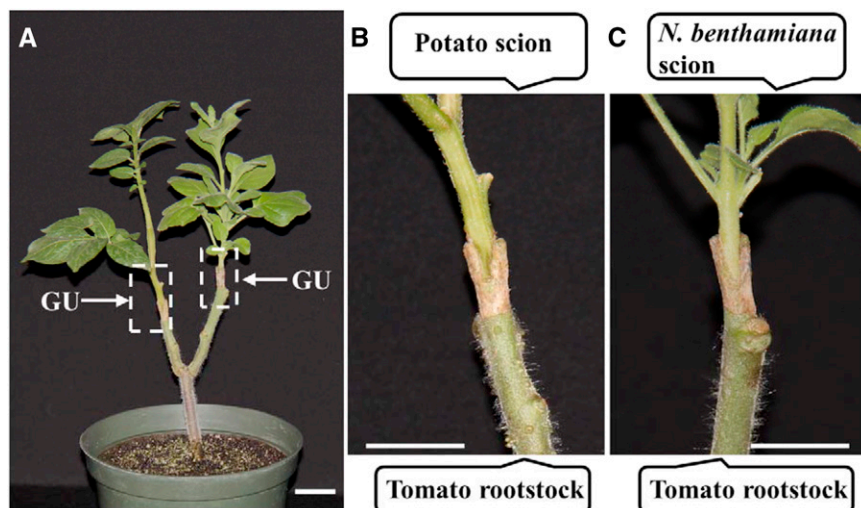 A
GU
GU
B
Potato scion
Tomato rootstock
C
N. benthamiana
scion
Tomato rootstock